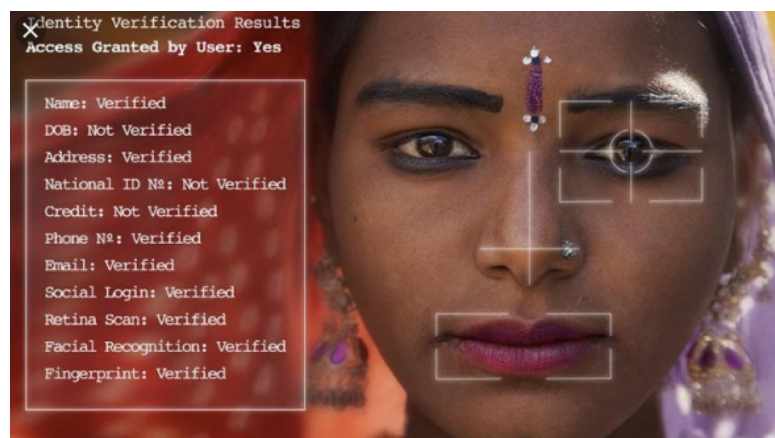 Identity Verification Results
Access Granted by User: Yes
Name: Verified
DOB: Not Verified
Address: Verified
National ID Nº: Not Verified
Credit: Not Verified
Phone Nº: Verified
Email: Verified
Social Login: Verified
Retina Scan: Verified
Facial Recognition: Verified
Fingerprint: Verified